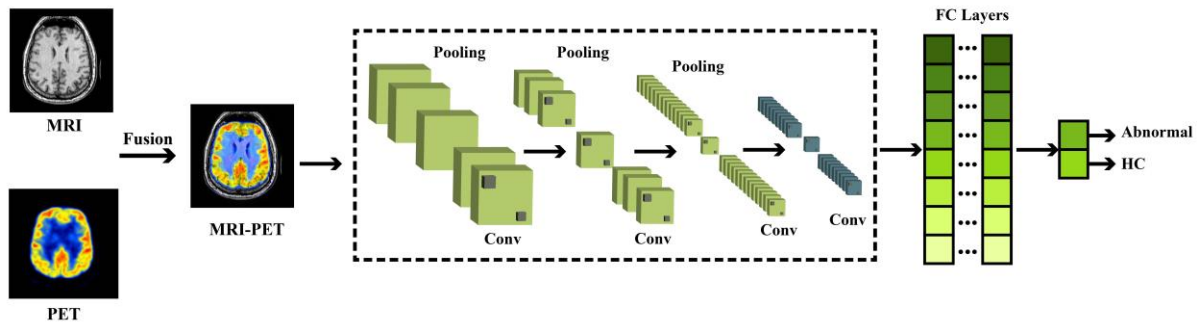 MRI
Fusion
PET
MRI-PET
Pooling
Pooling
Pooling
Conv
Conv
Conv
Conv
FC Layers
Abnormal
HC